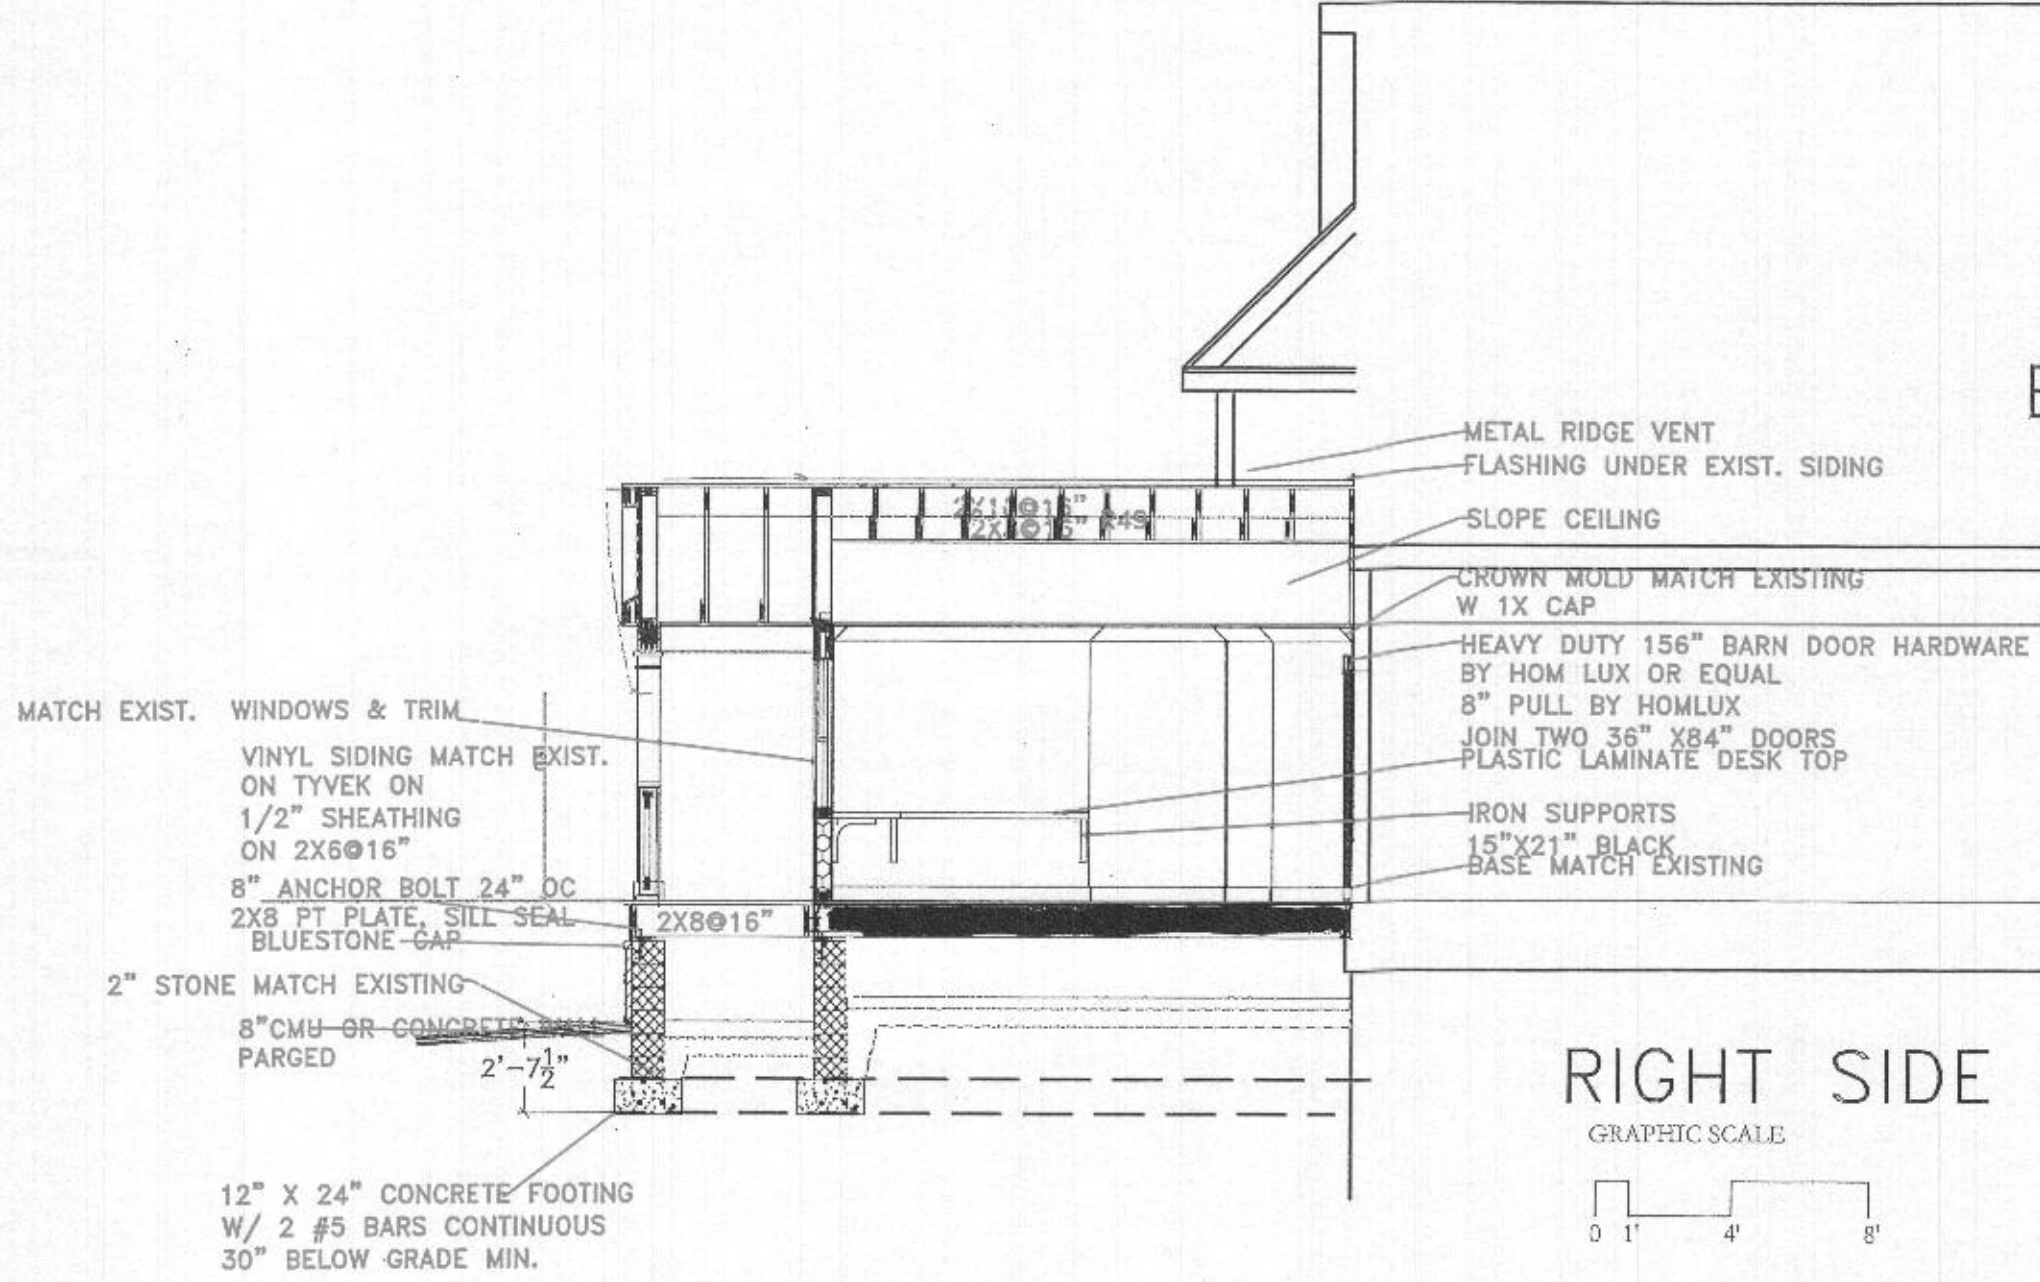 METAL RIDGE VENT
FLASHING UNDER EXIST. SIDING
SLOPE CEILING
CROWN MOLD MATCH EXISTING
W 1X CAP
HEAVY DUTY 156" BARN DOOR HARDWARE
BY HOM LUX OR EQUAL
8" PULL BY HOMLUX
JOIN TWO 36" X84" DOORS
PLASTIC LAMINATE DESK TOP
IRON SUPPORTS
15"X21" BLACK
BASE MATCH EXISTING
R49
MATCH EXIST. WINDOWS & TRIM
VINYL SIDING MATCH EXIST.
ON TYVEK ON
1/2" SHEATHING
ON 2X6@16"
8" ANCHOR BOLT 24" OC
2X8 PT PLATE, SILL SEAL
BLUESTONE CAP
2X8@16"
2" STONE MATCH EXISTING
8"CMU OR CONCRETE
PARGED
2'-7 1/2"
12" X 24" CONCRETE FOOTING
W/ 2 #5 BARS CONTINUOUS
30" BELOW GRADE MIN.
RIGHT SIDE
GRAPHIC SCALE
0 1' 4' 8'